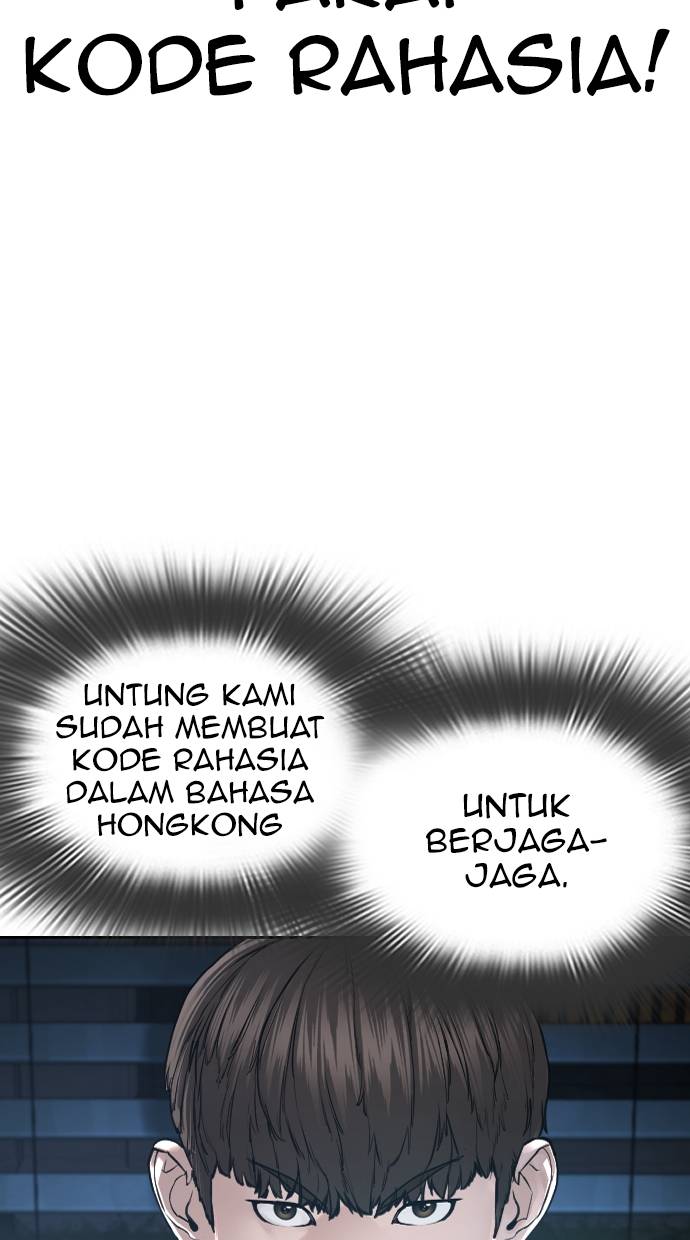 KODE RAHASIA!
UNTUNG KAMI
SUDAH MEMBUAT
KODE RAHASIA
DALAM BAHASA
HONGKONG
UNTUK
BERJAGA-
JAGA.